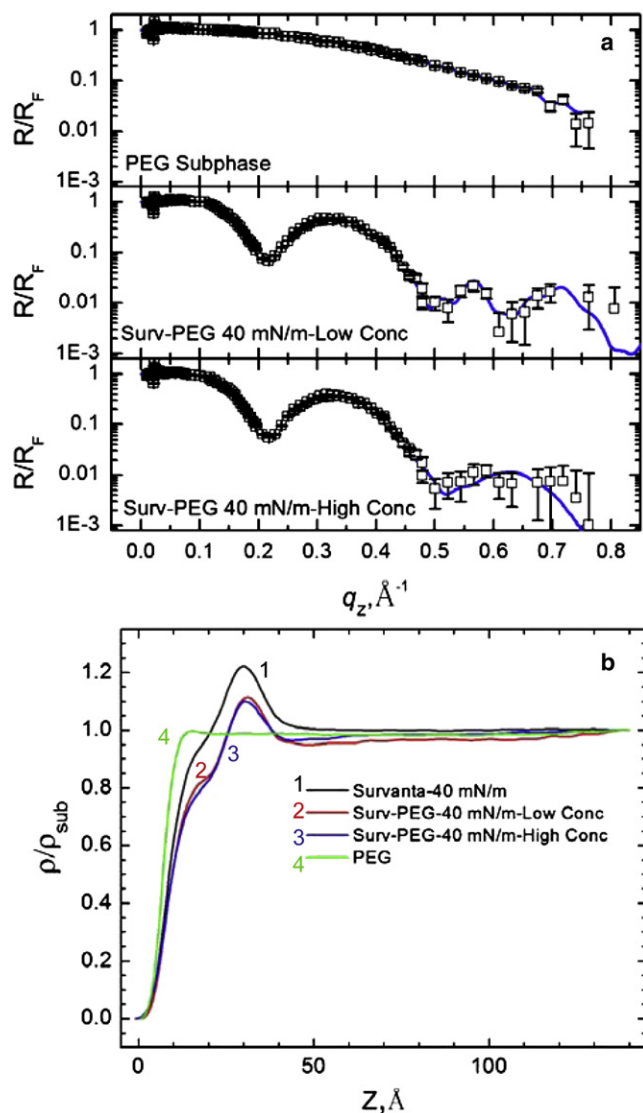 a
1
0.1
0.01
1E-3
R/R_F
PEG Subphase
1
0.1
0.01
1E-3
R/R_F
Surv-PEG 40 mN/m-Low Conc
1
0.1
0.01
1E-3
R/R_F
Surv-PEG 40 mN/m-High Conc
0.0 0.1 0.2 0.3 0.4 0.5 0.6 0.7 0.8
q_z, Å⁻¹
b
1.2
1.0
0.8
0.6
0.4
0.2
0.0
ρ/ρ_sub
1
4
2
3
1 Survanta-40 mN/m
2 Surv-PEG-40 mN/m-Low Conc
3 Surv-PEG-40 mN/m-High Conc
4 PEG
0 50 100
Z, Å